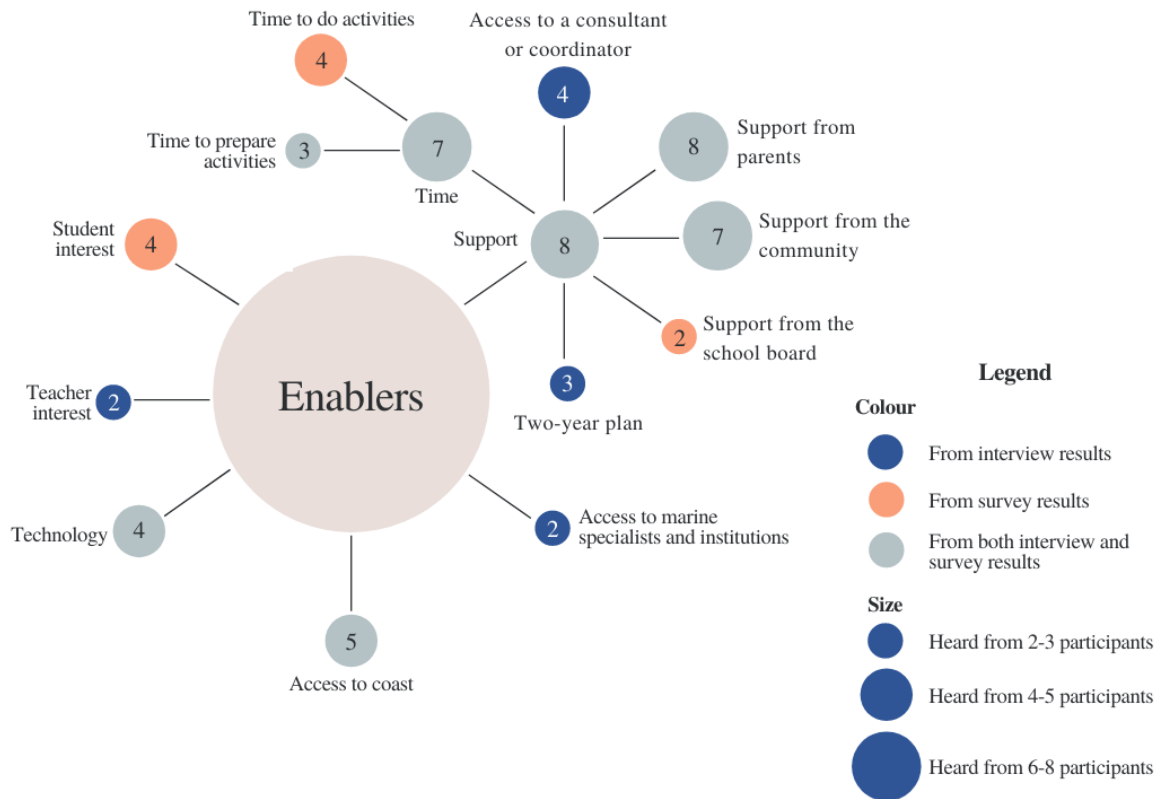 Time to do activities
4
Access to a consultant
or coordinator
4
Time to prepare
activities
3
7
Time
8
Support from
parents
Student
interest
4
Support
8
7
Support from the
community
2
Support from the
school board
Enablers
Teacher
interest
2
3
Two-year plan
Technology
4
2
Access to marine
specialists and institutions
5
Access to coast
Legend
Colour
From interview results
From survey results
From both interview and
survey results
Size
Heard from 2-3 participants
Heard from 4-5 participants
Heard from 6-8 participants